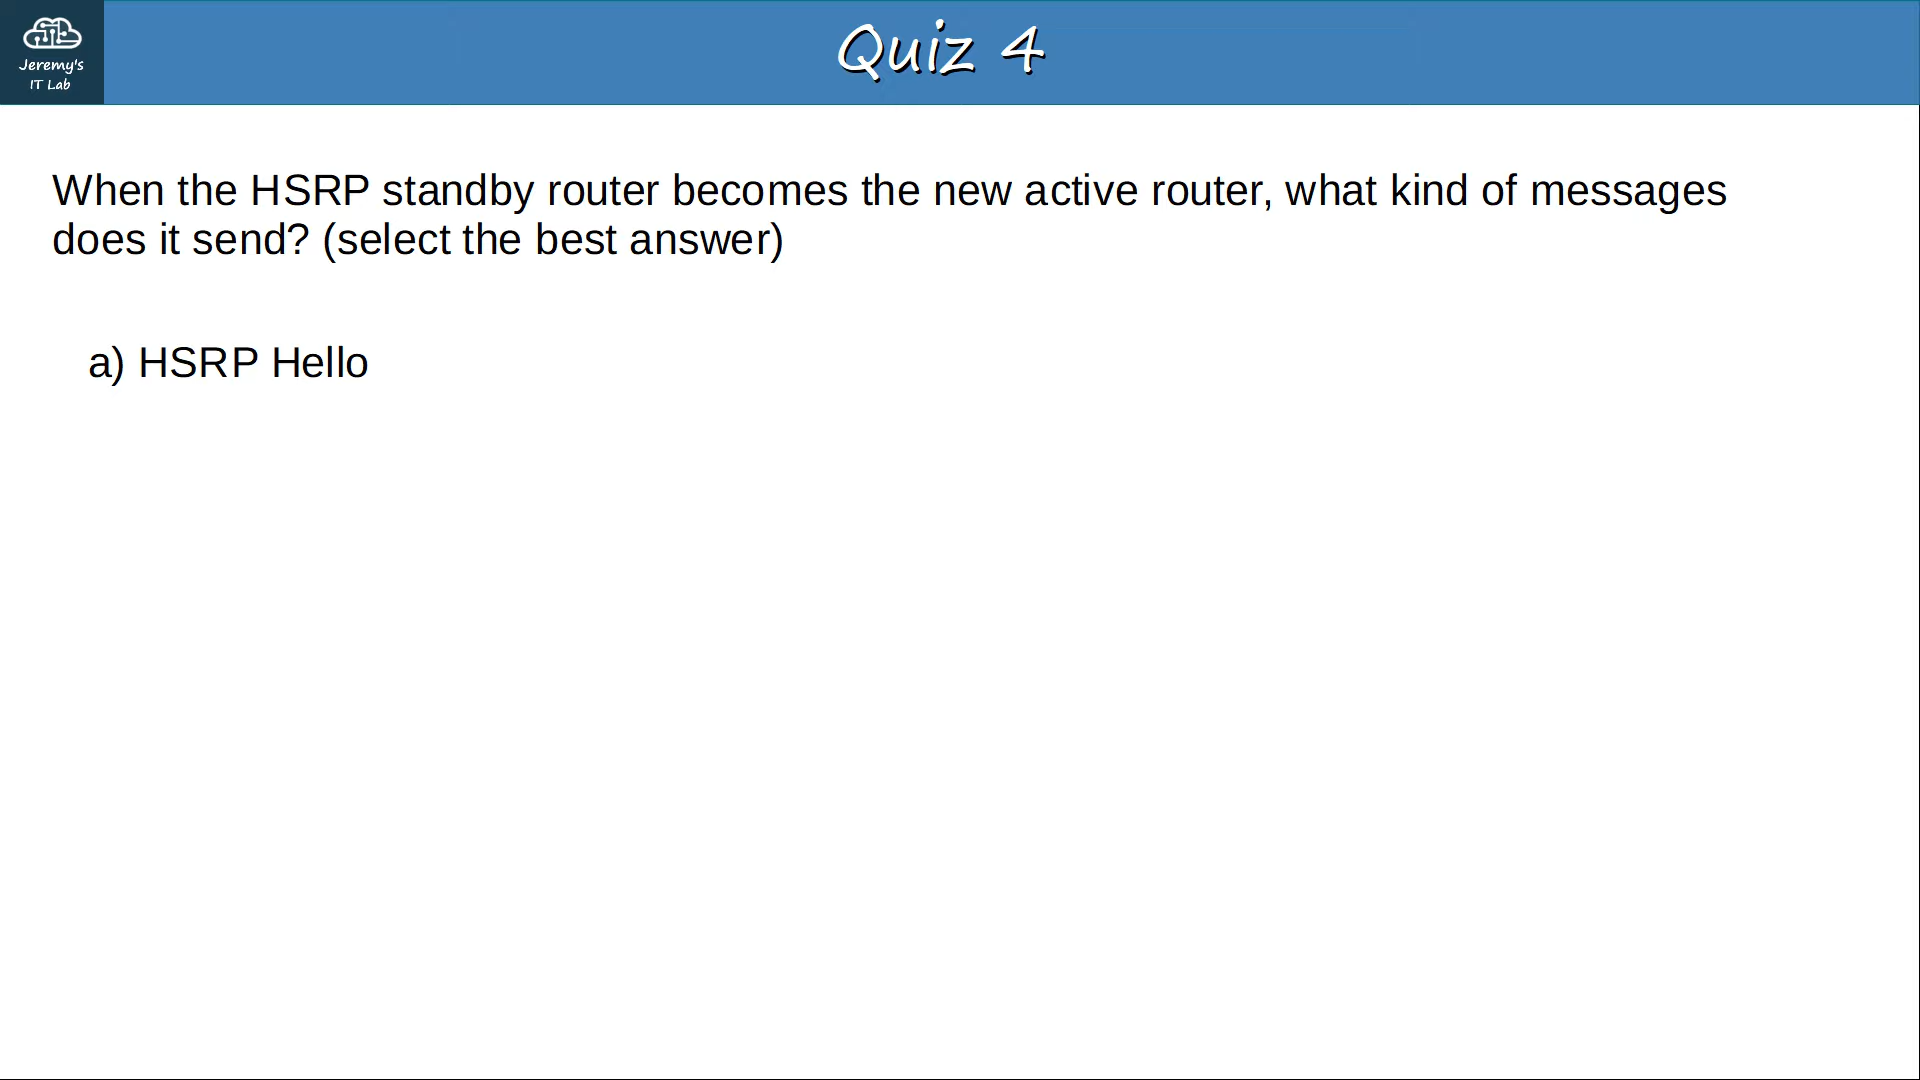 Jeremy's
IT Lab
Quiz 4
When the HSRP standby router becomes the new active router, what kind of messages
does it send? (select the best answer)
a) HSRP Hello